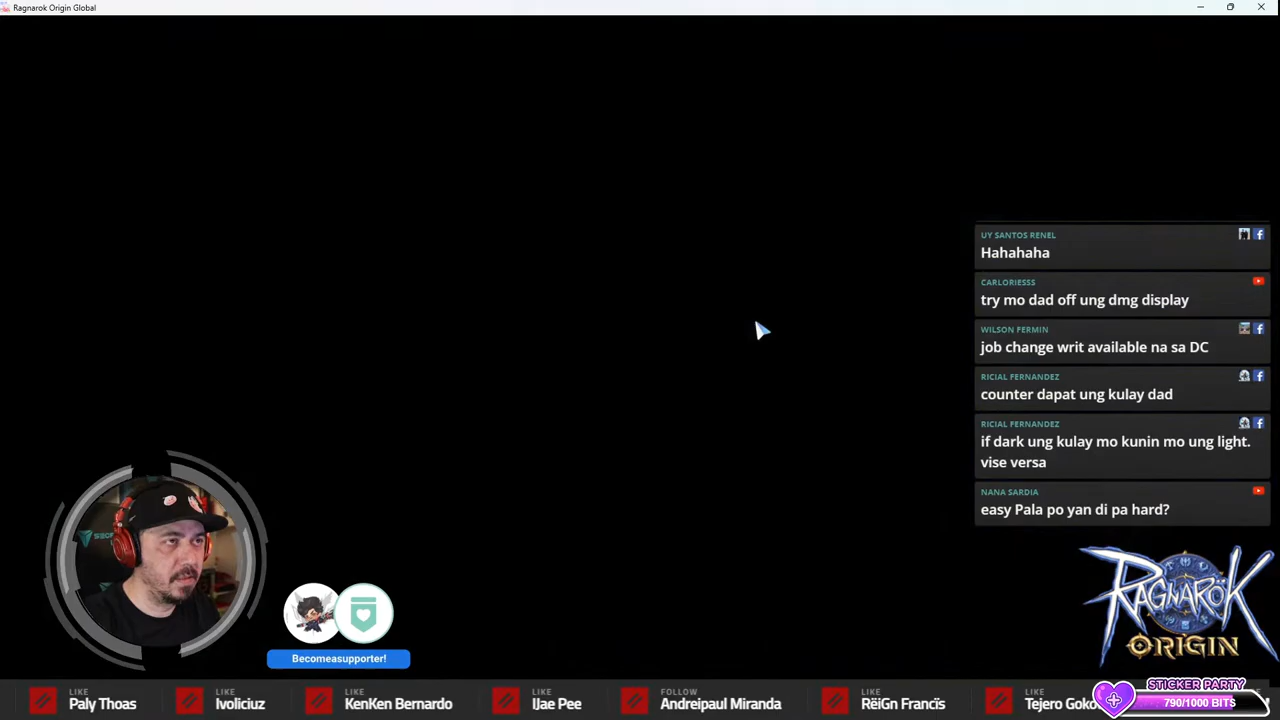 Ragnarok Origin Global
UY SANTOS RENEL
Hahahaha
CARLORIESSS
try mo dad off ung dmg display
WILSON FERMIN
job change writ available na sa DC
RICIAL FERNANDEZ
counter dapat ung kulay dad
RICIAL FERNANDEZ
if dark ung kulay mo kunin mo ung light.
vise versa
NANA SARDIA
easy Pala po yan di pa hard?
RAGNARÖK
ORIGIN
Becomeasupporter!
LIKE
Paly Thoas
LIKE
Ivoliciuz
LIKE
KenKen Bernardo
LIKE
IJae Pee
FOLLOW
Andreipaul Miranda
LIKE
RëiGn Francïs
LIKE
Tejero Goko
STICKER PARTY
790/1000 BITS